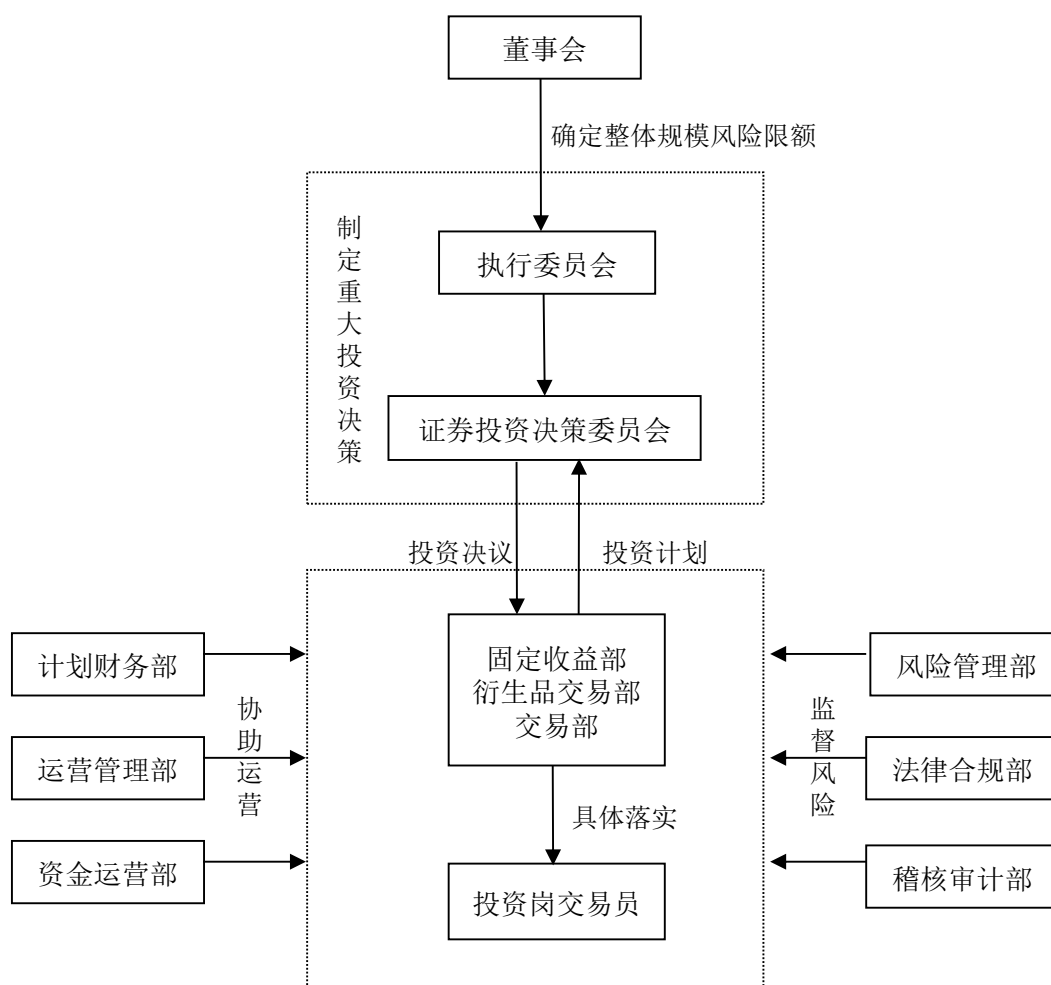 董事会
确定整体规模风险限额
制定重大投资决策
执行委员会
证券投资决策委员会
投资决议
投资计划
计划财务部
运营管理部
资金运营部
协助运营
固定收益部
衍生品交易部
交易部
具体落实
投资岗交易员
监督风险
风险管理部
法律合规部
稽核审计部